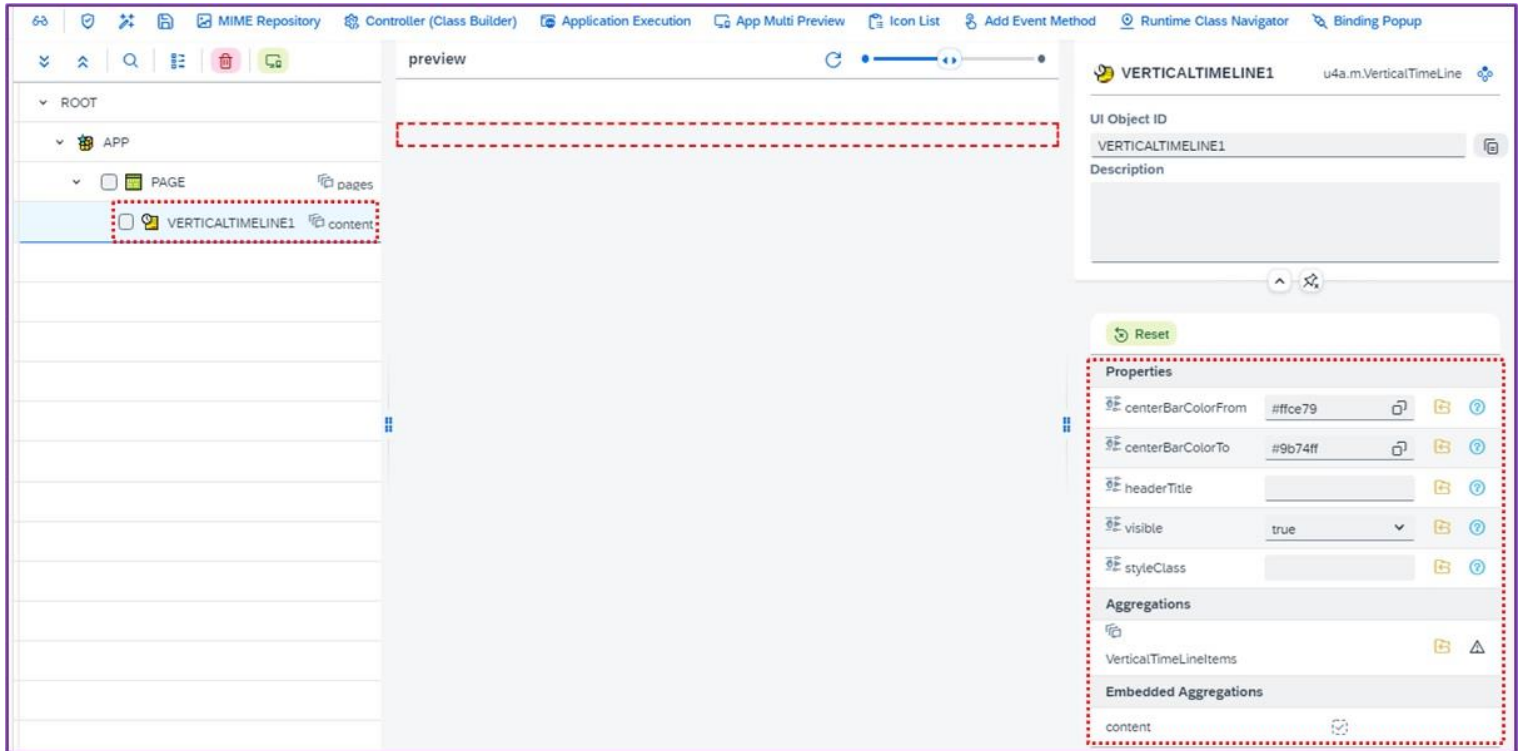 MIME Repository Controller (Class Builder) Application Execution App Multi Preview Icon List Add Event Method Runtime Class Navigator Binding Popup
ROOT
APP
PAGE pages
VERTICALTIMELINE1 content
preview
VERTICALTIMELINE1 u4a.m.VerticalTimeLine
UI Object ID
VERTICALTIMELINE1
Description
Reset
Properties
centerBarColorFrom #ffce79
centerBarColorTo #9b74ff
headerTitle
visible true
styleClass
Aggregations
VerticalTimeLineItems
Embedded Aggregations
content